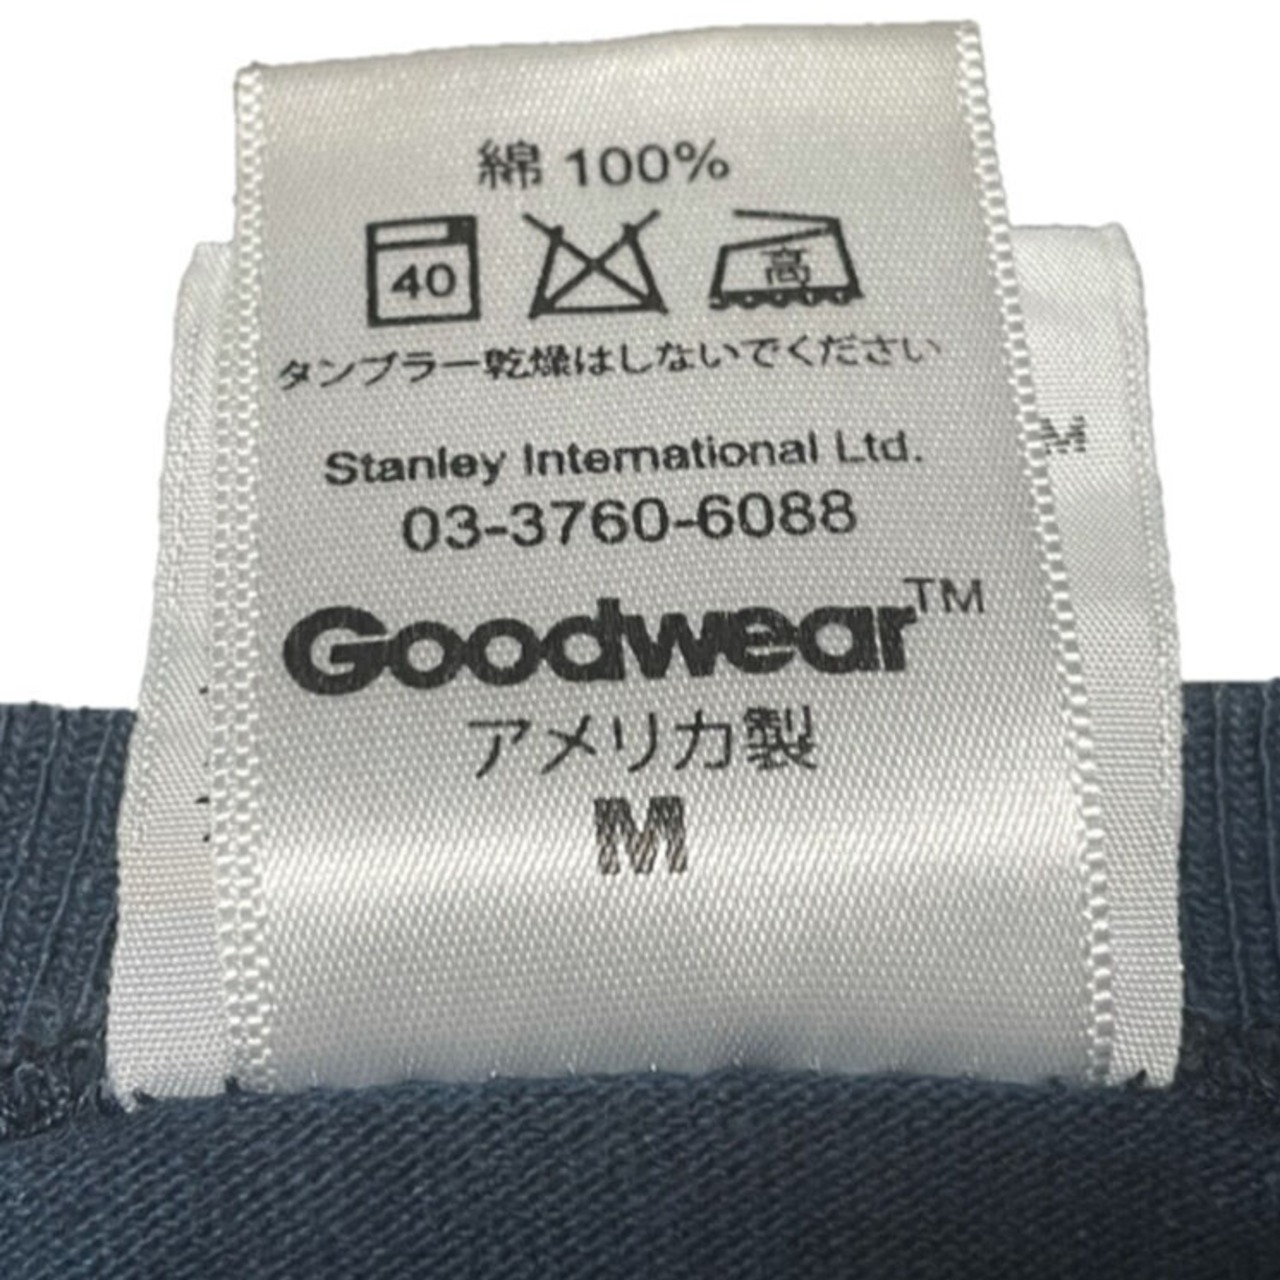 綿 100%
40
高
タンブラー乾燥はしないでください
Stanley International Ltd.
03-3760-6088
Goodwear™
アメリカ製
M
M